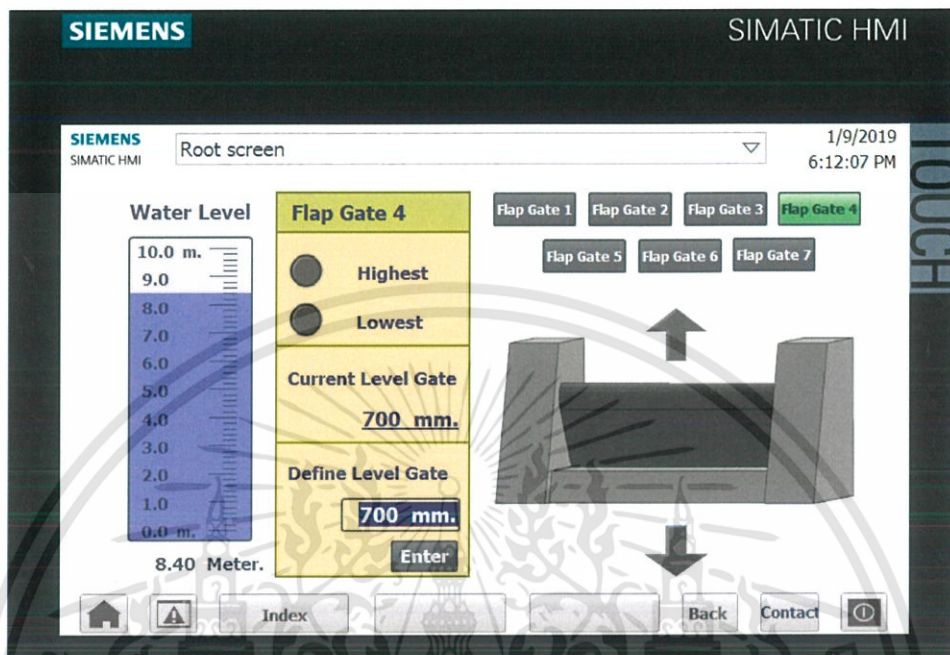 SIEMENS
SIMATIC HMI
TOUCH
SIEMENS
SIMATIC HMI
Root screen
1/9/2019
6:12:07 PM
Water Level
10.0 m.
9.0
8.0
7.0
6.0
5.0
4.0
3.0
2.0
1.0
0.0 m.
8.40 Meter.
Flap Gate 4
Highest
Lowest
Current Level Gate
700 mm.
Define Level Gate
700 mm.
Enter
Flap Gate 1 Flap Gate 2 Flap Gate 3 Flap Gate 4
Flap Gate 5 Flap Gate 6 Flap Gate 7
Index Back Contact